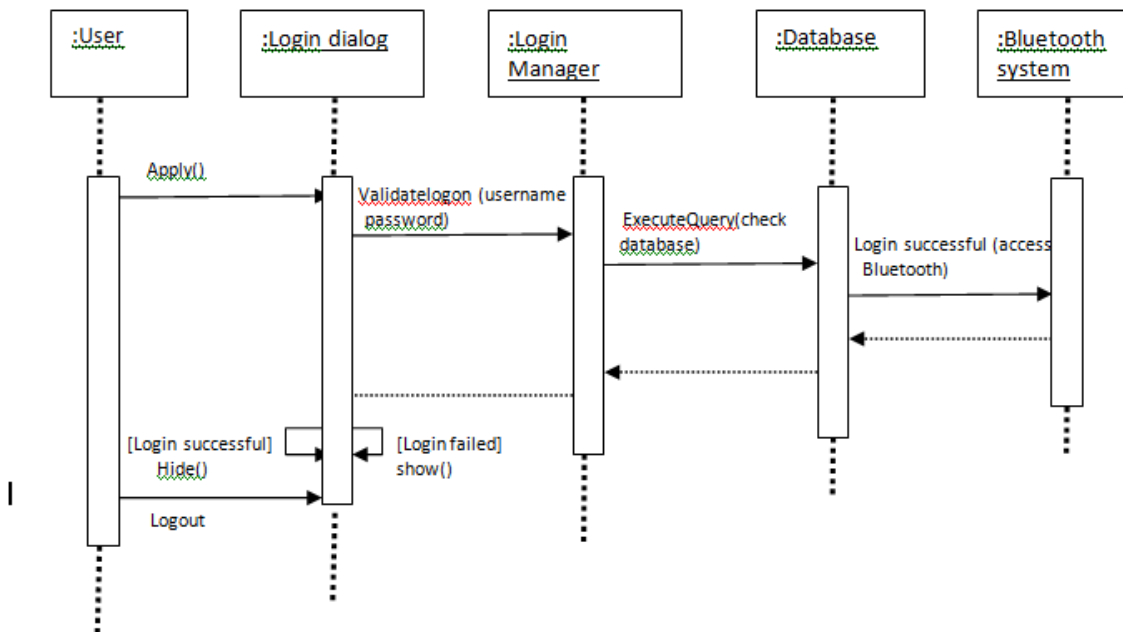 :User
:Login dialog
:Login
Manager
:Database
:Bluetooth
system
Apply()
Validatelogon (username
password)
ExecuteQuery(check
database)
Login successful (access
Bluetooth)
[Login successful]
Hide()
[Login failed]
show()
Logout